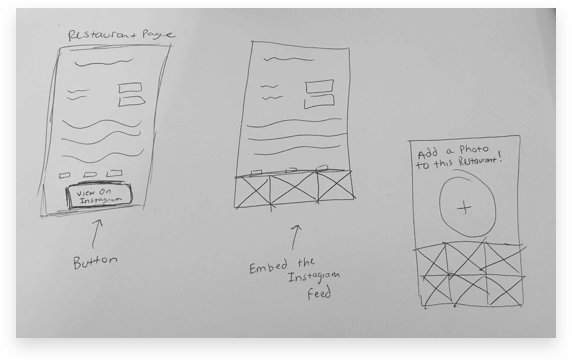 Restaurant Page
View On
Instagram
Button
Embed the
Instagram
feed
Add a Photo
to this Restaurant!
+